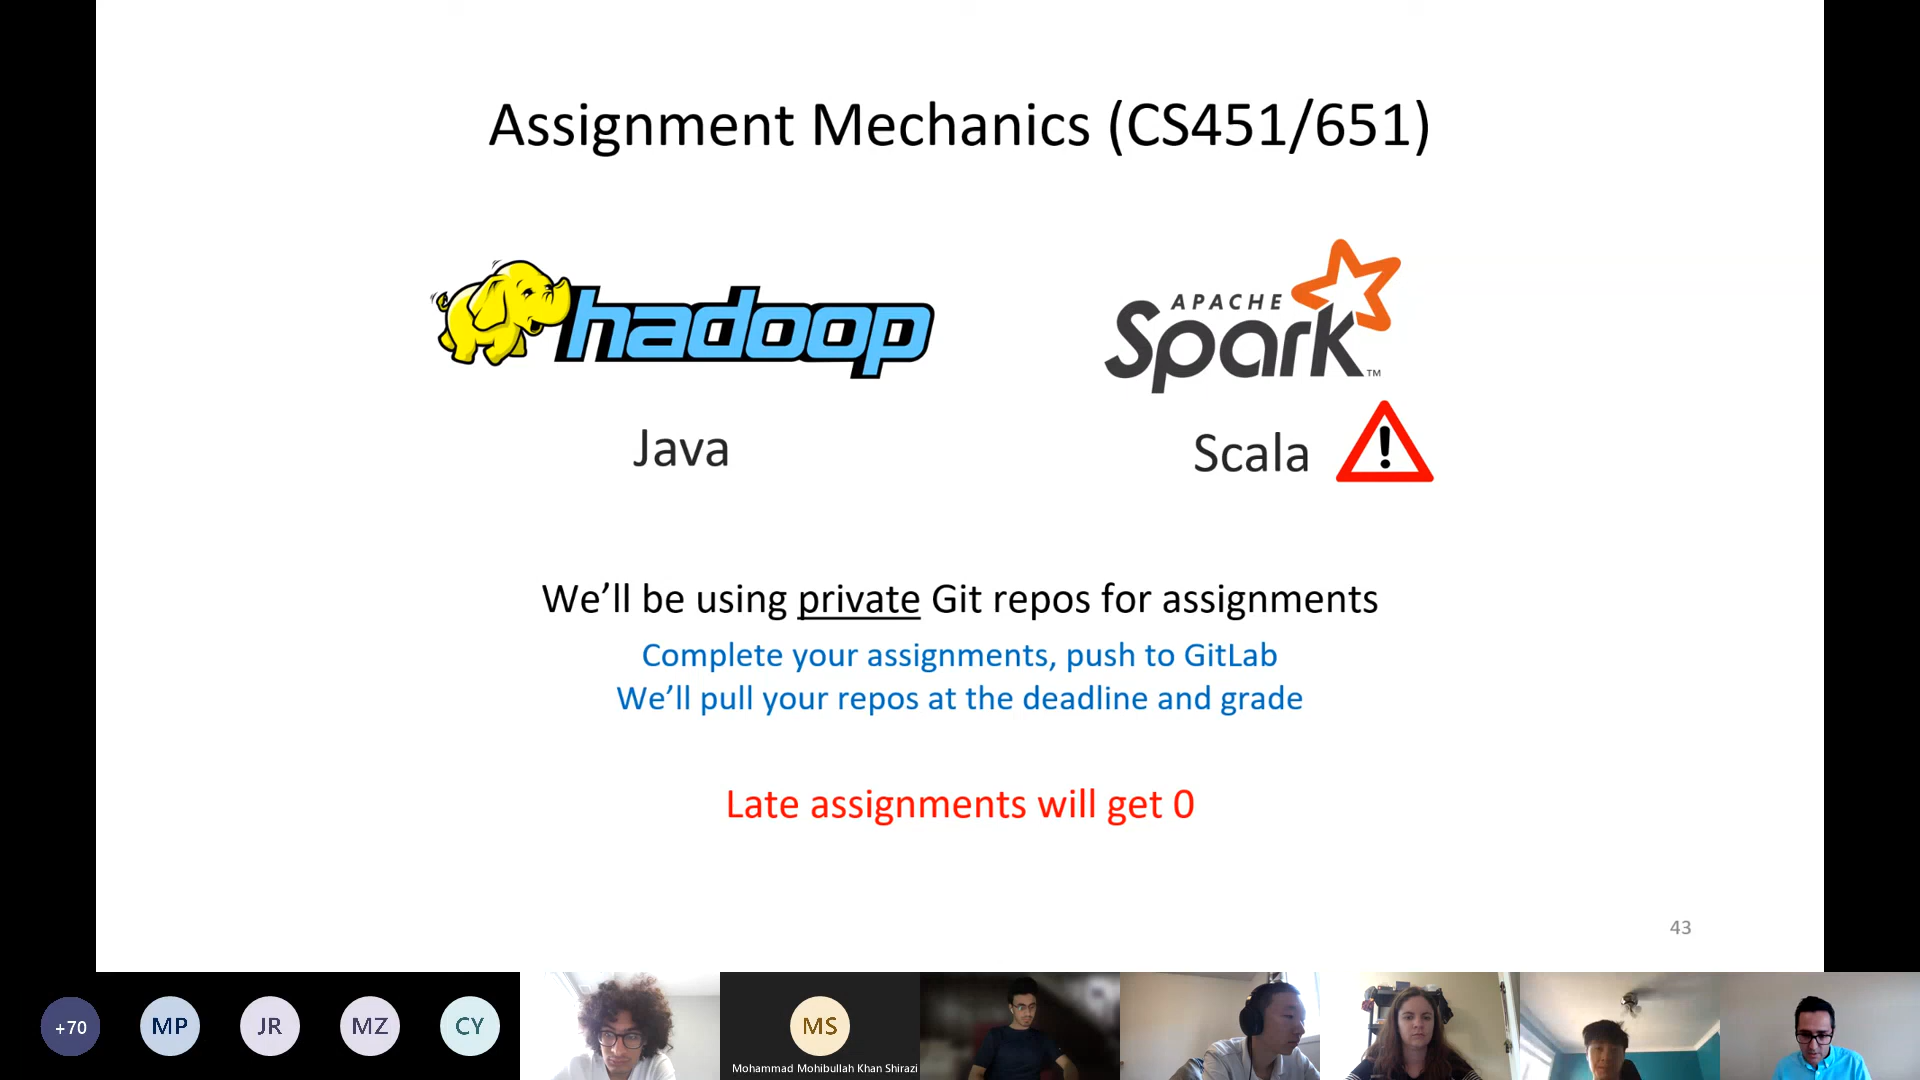 Assignment Mechanics (CS451/651)
hadoop
APACHE
Spark™
Java
Scala
We’ll be using private Git repos for assignments
Complete your assignments, push to GitLab
We’ll pull your repos at the deadline and grade
Late assignments will get 0
43
+70
MP
JR
MZ
CY
MS
Mohammad Mohibullah Khan Shirazi